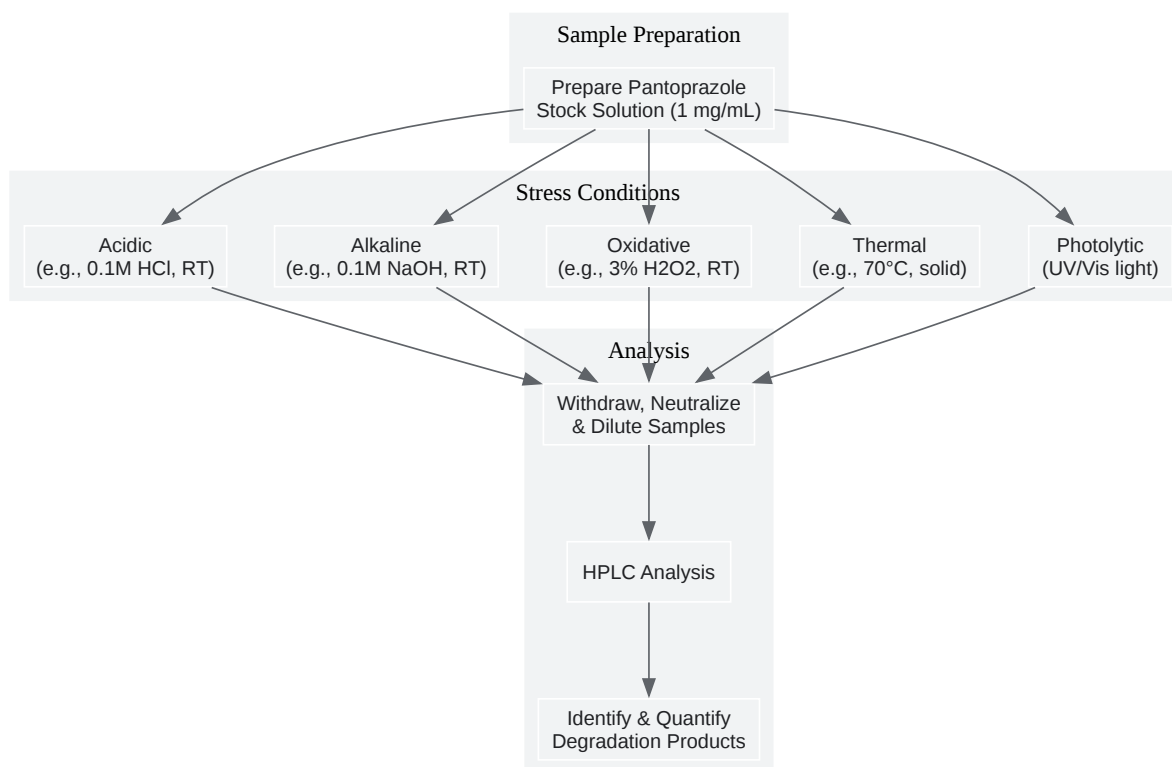 Sample Preparation
Prepare Pantoprazole
Stock Solution (1 mg/mL)
Stress Conditions
Acidic
(e.g., 0.1M HCl, RT)
Alkaline
(e.g., 0.1M NaOH, RT)
Oxidative
(e.g., 3% H2O2, RT)
Thermal
(e.g., 70°C, solid)
Photolytic
(UV/Vis light)
Analysis
Withdraw, Neutralize
& Dilute Samples
HPLC Analysis
Identify & Quantify
Degradation Products